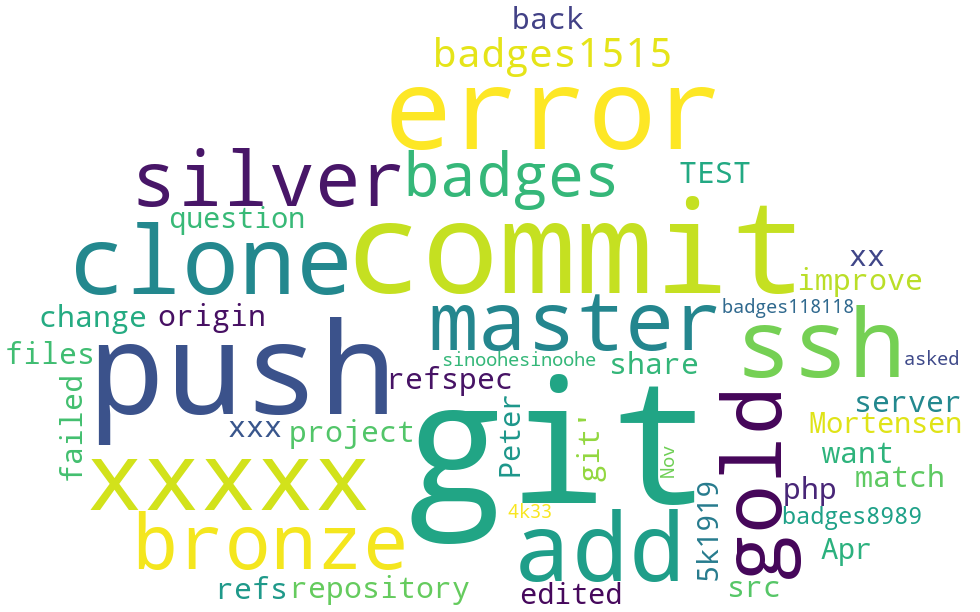 back
badges1515
error
silver
badges
TEST
question
clone
commit
xx
improve
change
origin
master
badges118118
ssh
files
push
sinoohesinoohe
share
asked
refspec
failed
xxx
project
Peter
git'
git
Nov
gold
server
Mortensen
want
match
xxxxx
4k33
add
5k1919
php
badges8989
bronze
Apr
refs
repository
edited
src